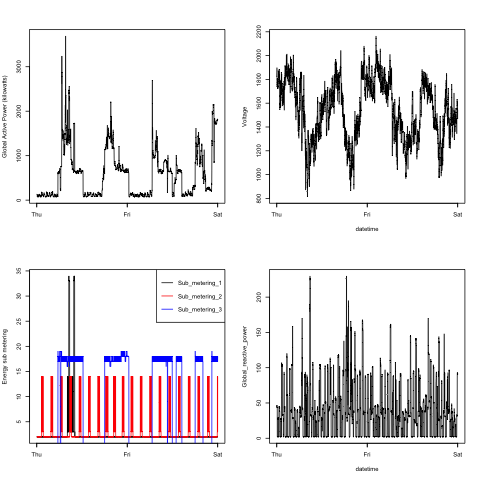 Global Active Power (kilowatts)
0
1000
3000
Thu
Fri
Sat
Voltage
800
1000
1200
1400
1600
1800
2000
2200
Thu
Fri
Sat
datetime
Energy sub metering
5
10
15
20
25
30
35
Sub_metering_1
Sub_metering_2
Sub_metering_3
Thu
Fri
Sat
Global_reactive_power
0
50
100
150
200
Thu
Fri
Sat
datetime